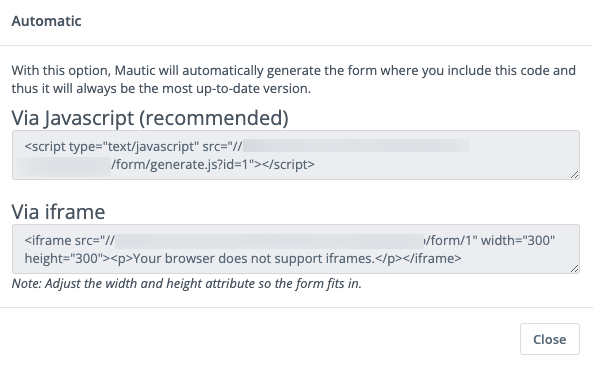 Automatic
With this option, Mautic will automatically generate the form where you include this code and
thus it will always be the most up-to-date version.
Via Javascript (recommended)
<script type="text/javascript" src="//
/form/generate.js?id=1"></script>
Via iframe
<iframe src="///form/1" width="300"
height="300"><p>Your browser does not support iframes.</p></iframe>
Note: Adjust the width and height attribute so the form fits in.
Close